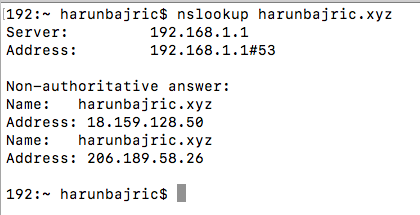 192:~ harunbajric$ nslookup harunbajric.xyz
Server:         192.168.1.1
Address:        192.168.1.1#53

Non-authoritative answer:
Name:   harunbajric.xyz
Address: 18.159.128.50
Name:   harunbajric.xyz
Address: 206.189.58.26

192:~ harunbajric$